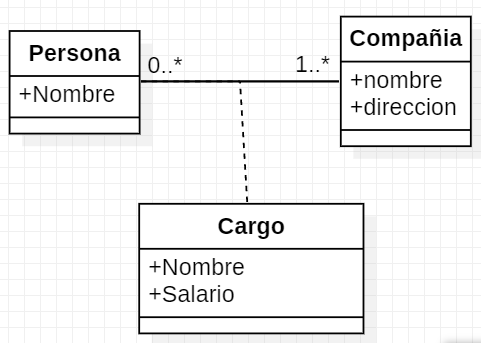 Persona
+Nombre
0..*
1..*
Compañia
+nombre
+direccion
Cargo
+Nombre
+Salario